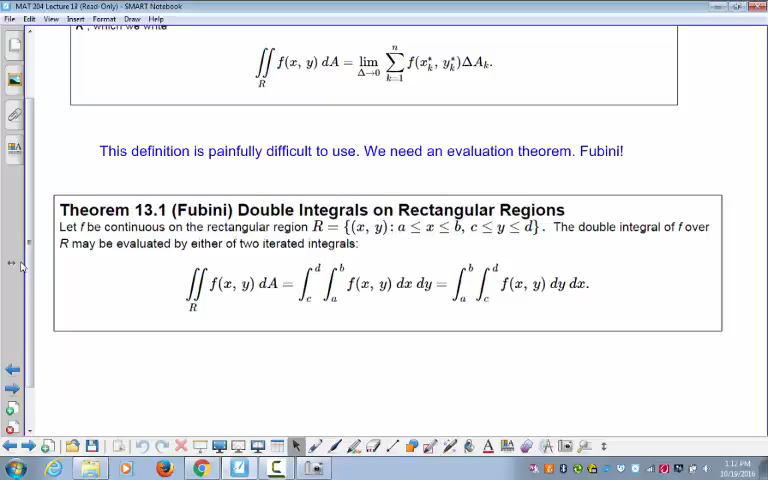 MAT 204 Lecture 13 (Read-Only) - SMART Notebook
File Edit View Insert Format Draw Help
R , which we write
∬_R f(x, y) dA = lim_{Δ→0} ∑_{k=1}^{n} f(x_k^*, y_k^*)ΔA_k.
This definition is painfully difficult to use. We need an evaluation theorem. Fubini!
Theorem 13.1 (Fubini) Double Integrals on Rectangular Regions
Let f be continuous on the rectangular region R = {(x, y): a ≤ x ≤ b, c ≤ y ≤ d}. The double integral of f over
R may be evaluated by either of two iterated integrals:
∬_R f(x, y) dA = ∫_c^d ∫_a^b f(x, y) dx dy = ∫_a^b ∫_c^d f(x, y) dy dx.
1:12 PM
10/19/2016